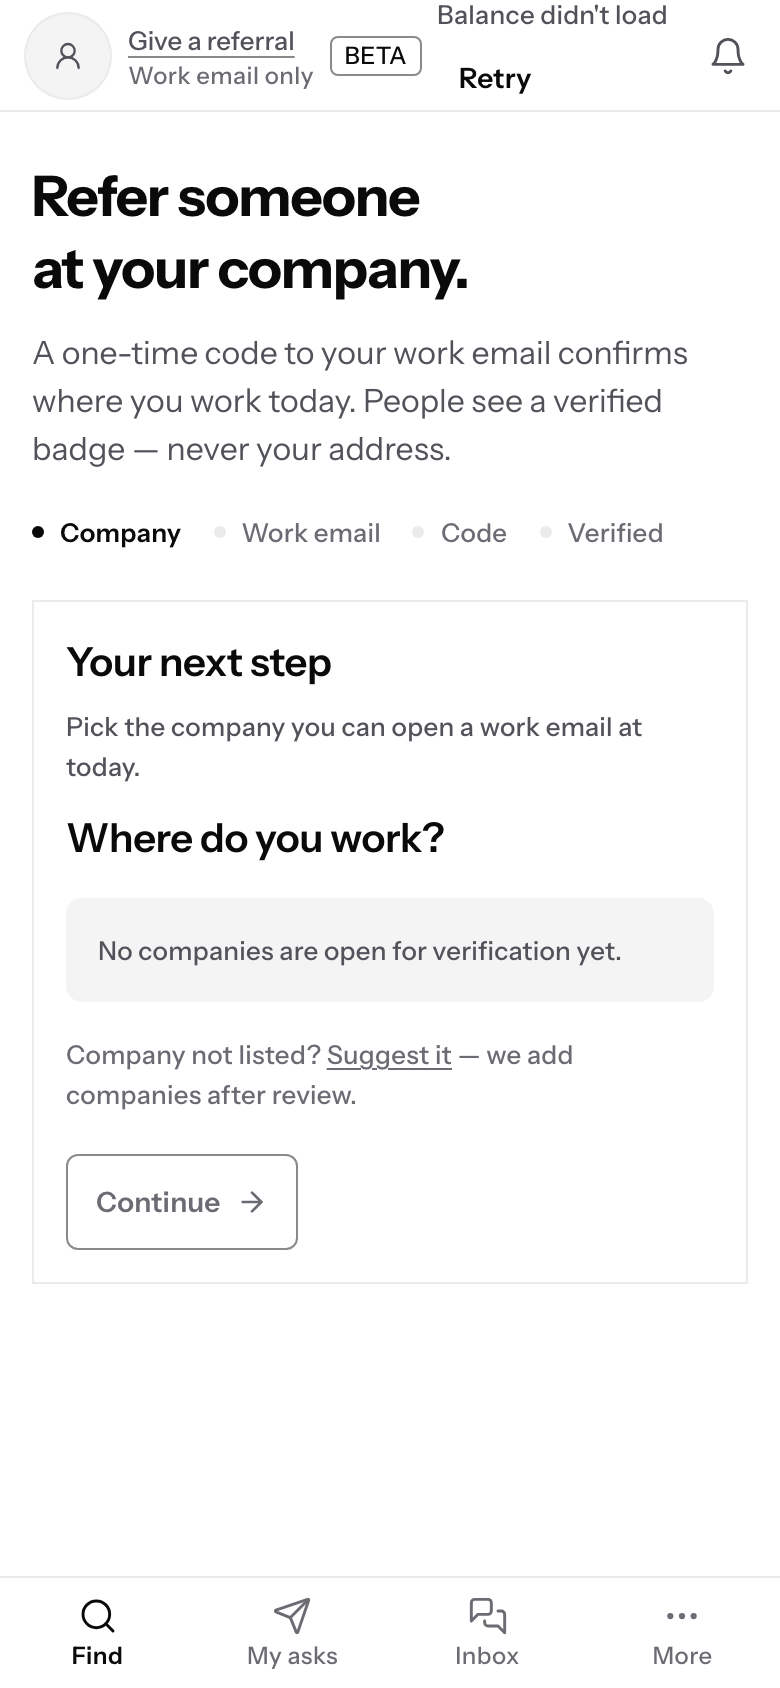 Give a referral
Work email only
BETA
Balance didn't load
Retry
Refer someone
at your company.
A one-time code to your work email confirms
where you work today. People see a verified
badge — never your address.
Company
Work email
Code
Verified
Your next step
Pick the company you can open a work email at
today.
Where do you work?
No companies are open for verification yet.
Company not listed? Suggest it — we add
companies after review.
Continue
Find
My asks
Inbox
More